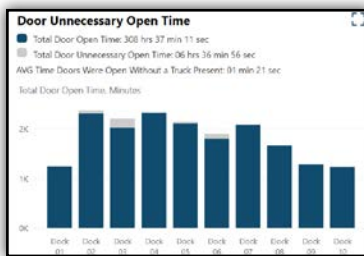 Door Unnecessary Open Time
Total Door Open Time: 308 hrs 37 min 11 sec
Total Door Unnecessary Open Time: 06 hrs 36 min 56 sec
AVG Time Doors Were Open Without a Truck Present: 01 min 21 sec
Total Door Open Time, Minutes
2K
1K
0K
Dock Dock Dock Dock Dock Dock Dock Dock Dock Dock
01 02 03 04 05 06 07 08 09 10